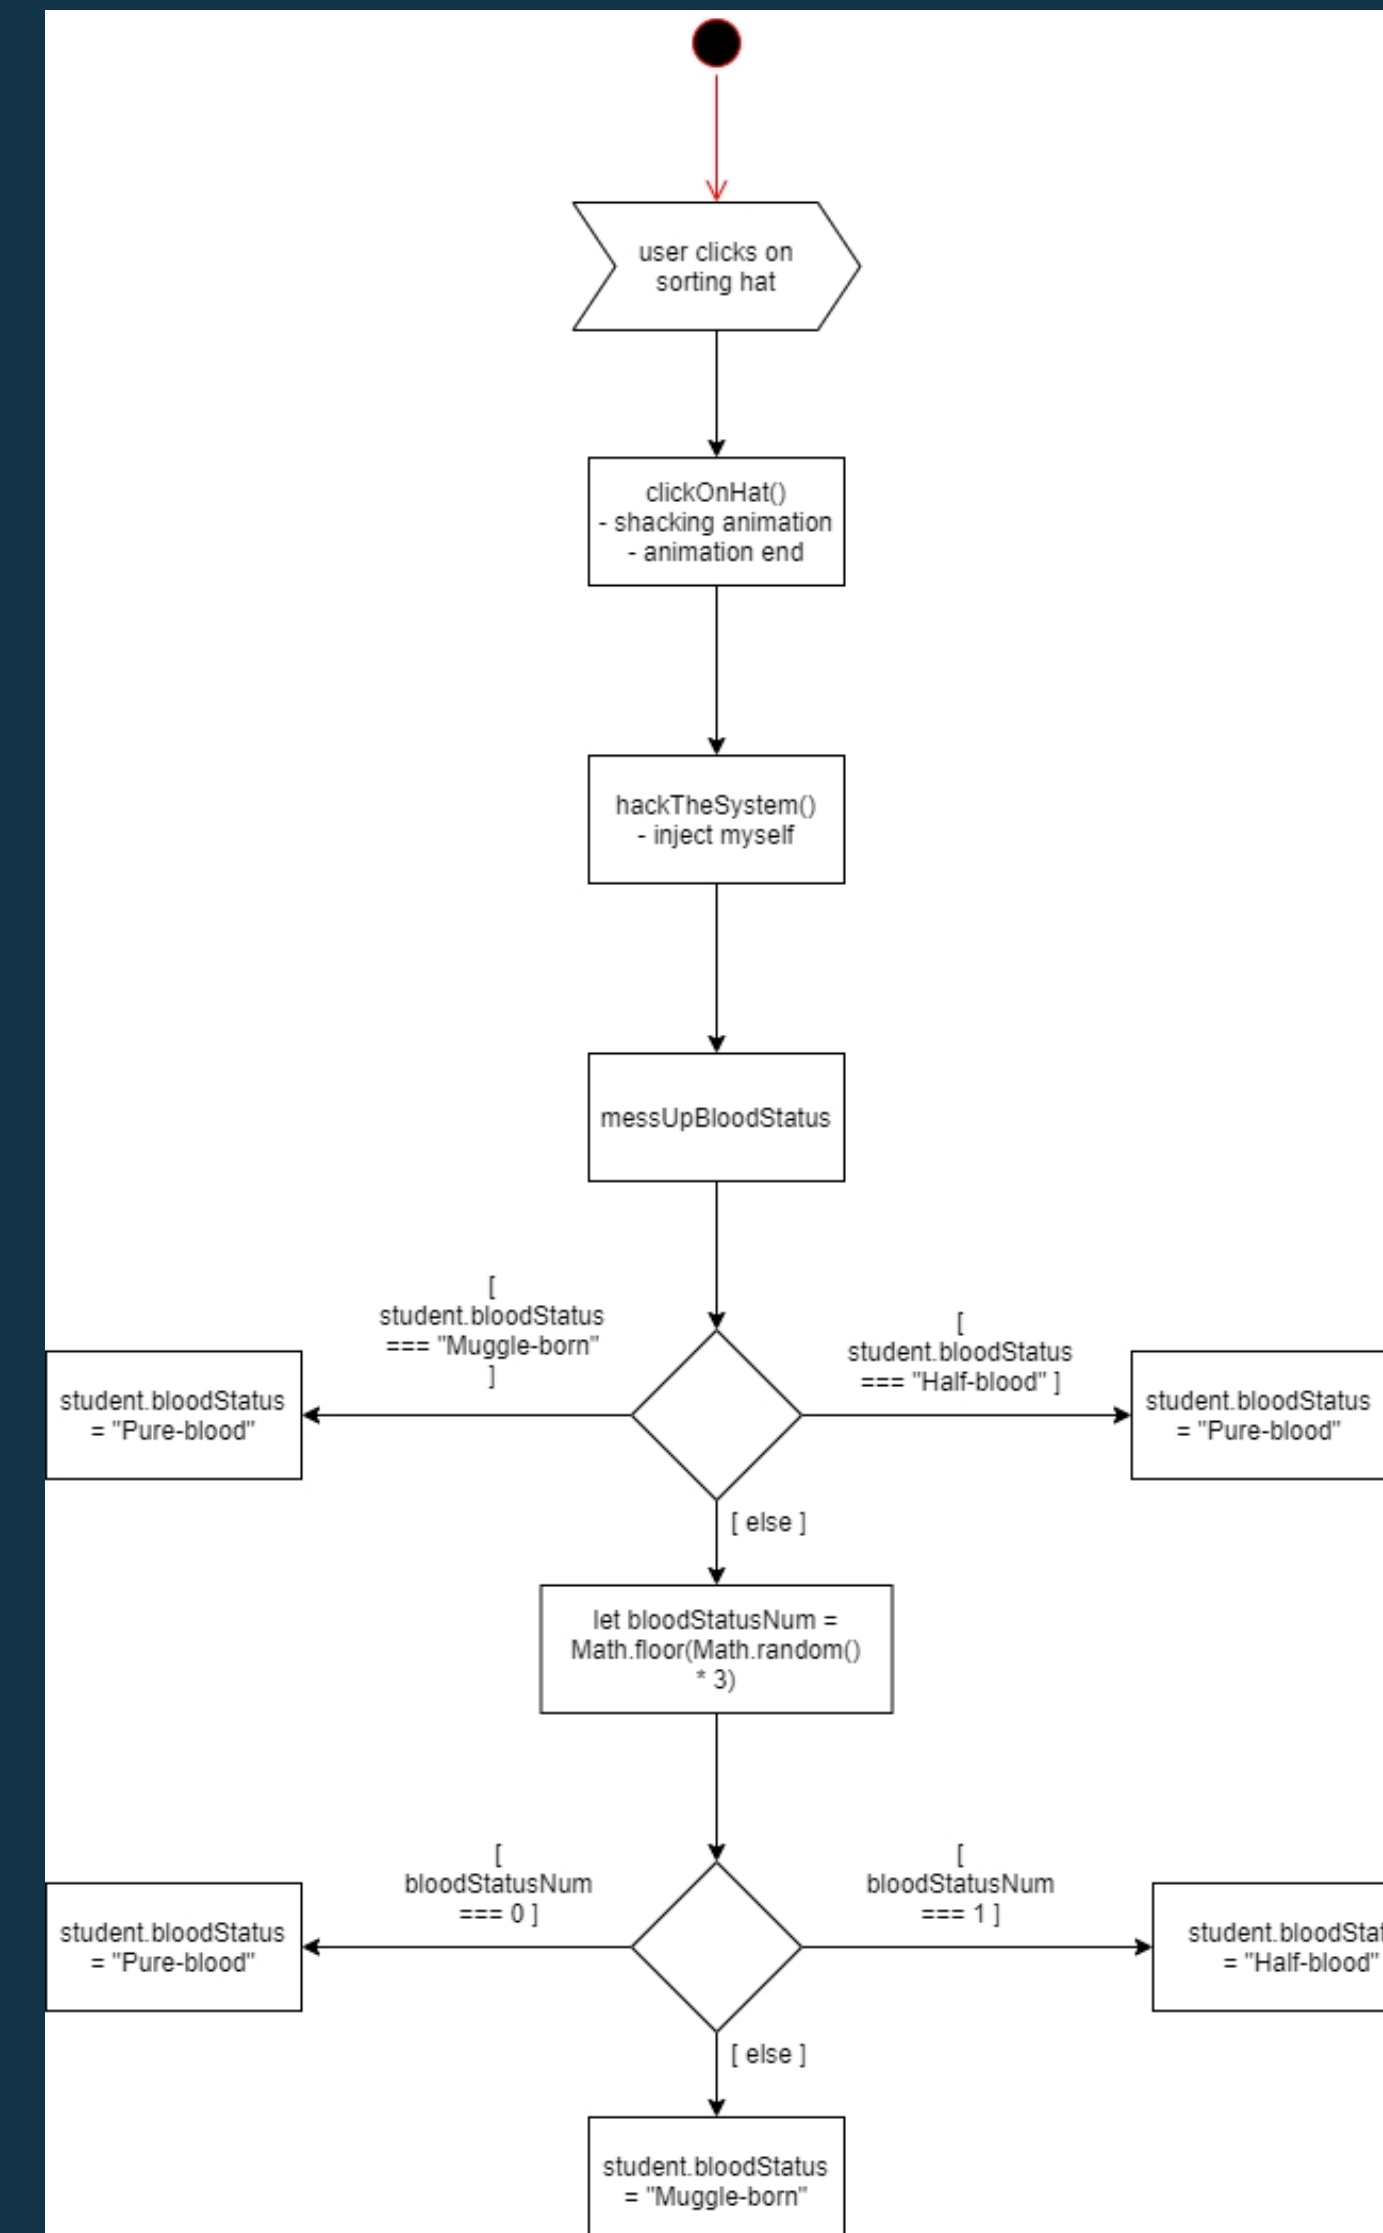 user clicks on
sorting hat
clickOnHat()
- shacking animation
- animation end
hackTheSystem()
- inject myself
messUpBloodStatus
[
student.bloodStatus
=== "Muggle-born"
]
[
student.bloodStatus
=== "Half-blood" ]
student.bloodStatus
= "Pure-blood"
student.bloodStatus
= "Pure-blood"
[ else ]
let bloodStatusNum =
Math.floor(Math.random()
* 3)
[
bloodStatusNum
=== 0 ]
[
bloodStatusNum
=== 1 ]
student.bloodStatus
= "Pure-blood"
student.bloodStat
= "Half-blood"
[ else ]
student.bloodStatus
= "Muggle-born"